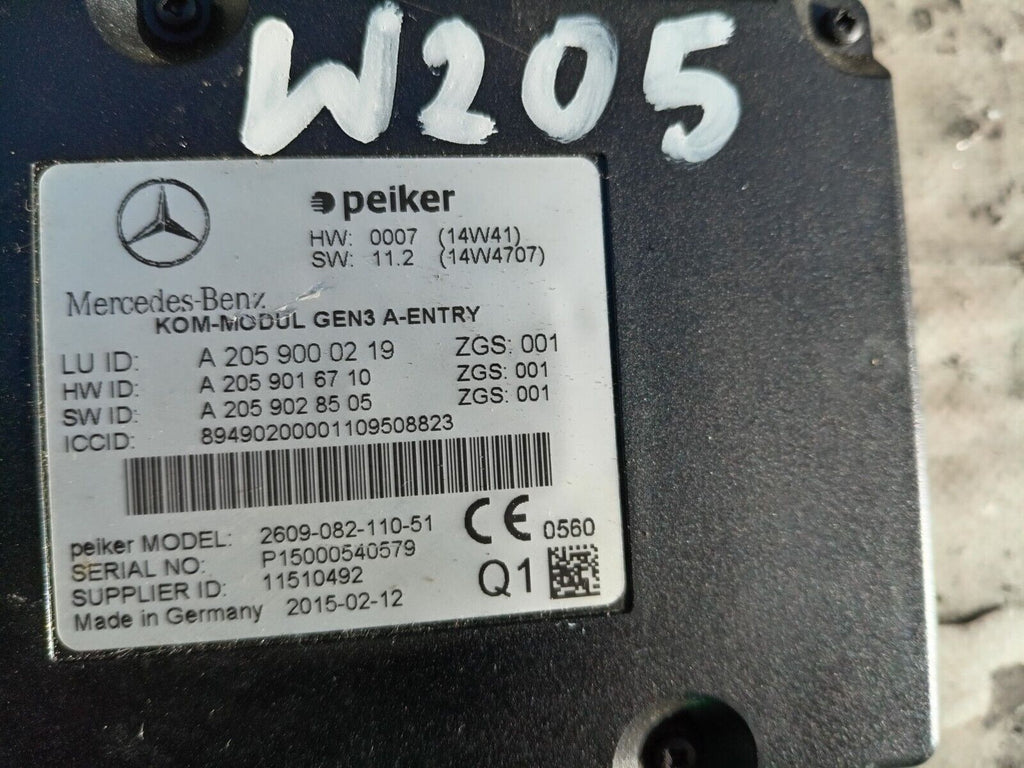 W205
peiker
HW: 0007 (14W41)
SW: 11.2 (14W4707)
Mercedes-Benz
KOM-MODUL GEN3 A-ENTRY
LU ID: A 205 900 02 19 ZGS: 001
HW ID: A 205 901 67 10 ZGS: 001
SW ID: A 205 902 85 05 ZGS: 001
ICCID: 89490200001109508823
peiker MODEL: 2609-082-110-51
CE 0560
SERIAL NO: P15000540579
SUPPLIER ID: 11510492
Q1
Made in Germany 2015-02-12